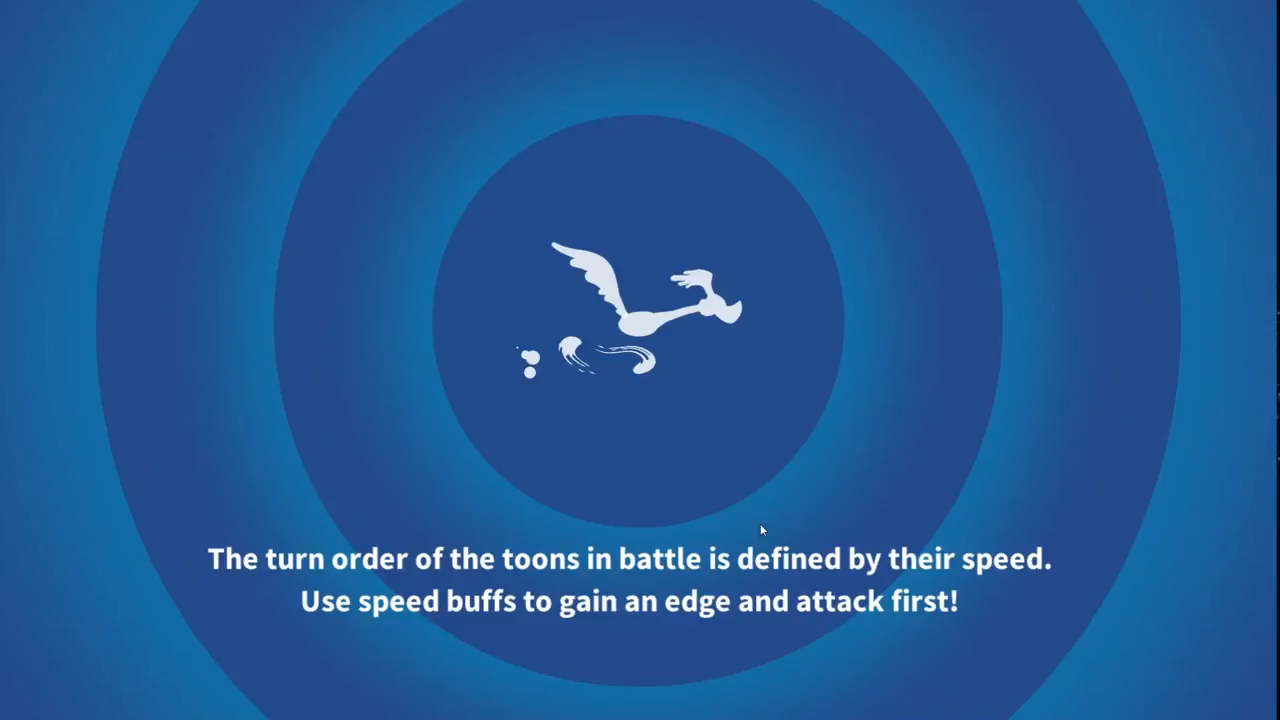 The turn order of the toons in battle is defined by their speed.
Use speed buffs to gain an edge and attack first!